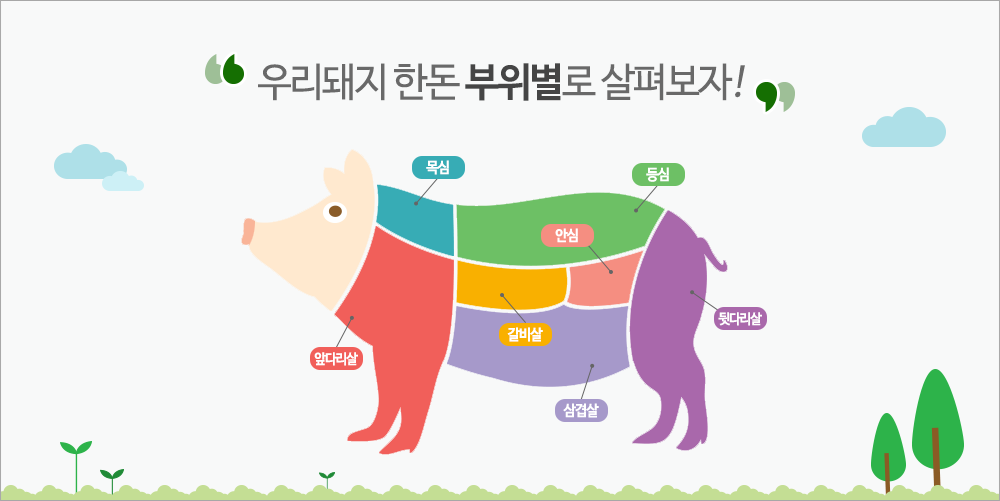 우리돼지 한돈 부위별로 살펴보자!
목심
등심
안심
갈비살
뒷다리살
앞다리살
삼겹살